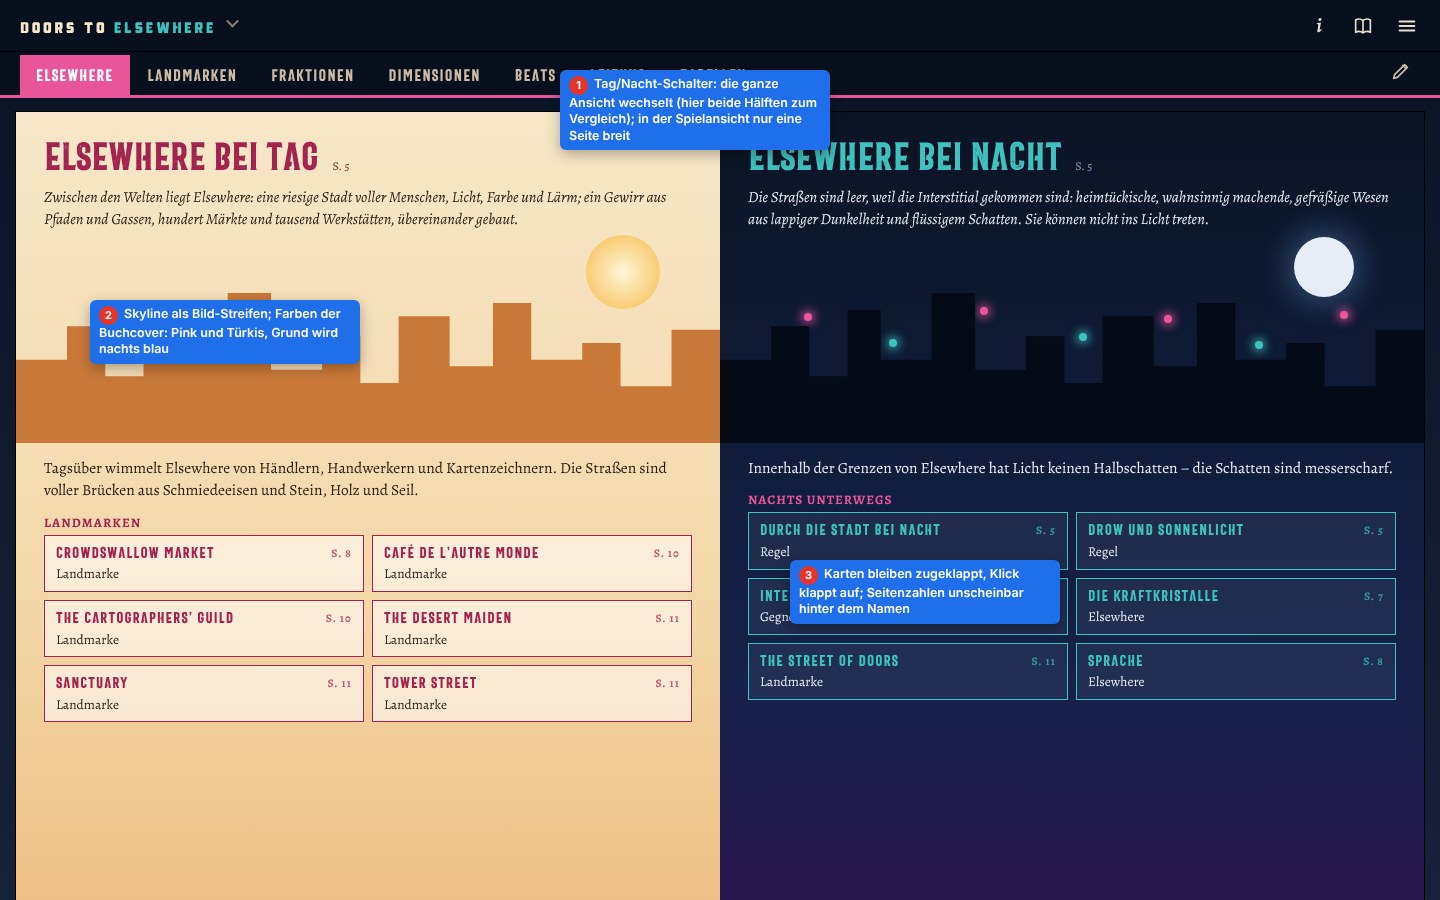 DOORS TO ELSEWHERE
i
ELSEWHERE LANDMARKEN FRAKTIONEN DIMENSIONEN BEATS
1 Tag/Nacht-Schalter: die ganze
Ansicht wechselt (hier beide Hälften zum
Vergleich); in der Spielansicht nur eine
Seite breit
ELSEWHERE BEI TAG S. 5
Zwischen den Welten liegt Elsewhere: eine riesige Stadt voller Menschen, Licht, Farbe und Lärm; ein Gewirr aus
Pfaden und Gassen, hundert Märkte und tausend Werkstätten, übereinander gebaut.
2 Skyline als Bild-Streifen; Farben der
Buchcover: Pink und Türkis, Grund wird
nachts blau
Tagsüber wimmelt Elsewhere von Händlern, Handwerkern und Kartenzeichnern. Die Straßen sind
voller Brücken aus Schmiedeeisen und Stein, Holz und Seil.
LANDMARKEN
CROWDSWALLOW MARKET S. 8
Landmarke
CAFÉ DE L'AUTRE MONDE S. 10
Landmarke
THE CARTOGRAPHERS' GUILD S. 10
Landmarke
THE DESERT MAIDEN S. 11
Landmarke
SANCTUARY S. 11
Landmarke
TOWER STREET S. 11
Landmarke
ELSEWHERE BEI NACHT S. 5
Die Straßen sind leer, weil die Interstitial gekommen sind: heimtückische, wahnsinnig machende, gefräßige Wesen
aus lappiger Dunkelheit und flüssigem Schatten. Sie können nicht ins Licht treten.
Innerhalb der Grenzen von Elsewhere hat Licht keinen Halbschatten – die Schatten sind messerscharf.
NACHTS UNTERWEGS
DURCH DIE STADT BEI NACHT S. 5
Regel
DROW UND SONNENLICHT S. 5
Regel
3 Karten bleiben zugeklappt, Klick
klappt auf; Seitenzahlen unscheinbar
hinter dem Namen
DIE KRAFTKRISTALLE S. 7
Elsewhere
THE STREET OF DOORS S. 11
Landmarke
SPRACHE S. 8
Elsewhere